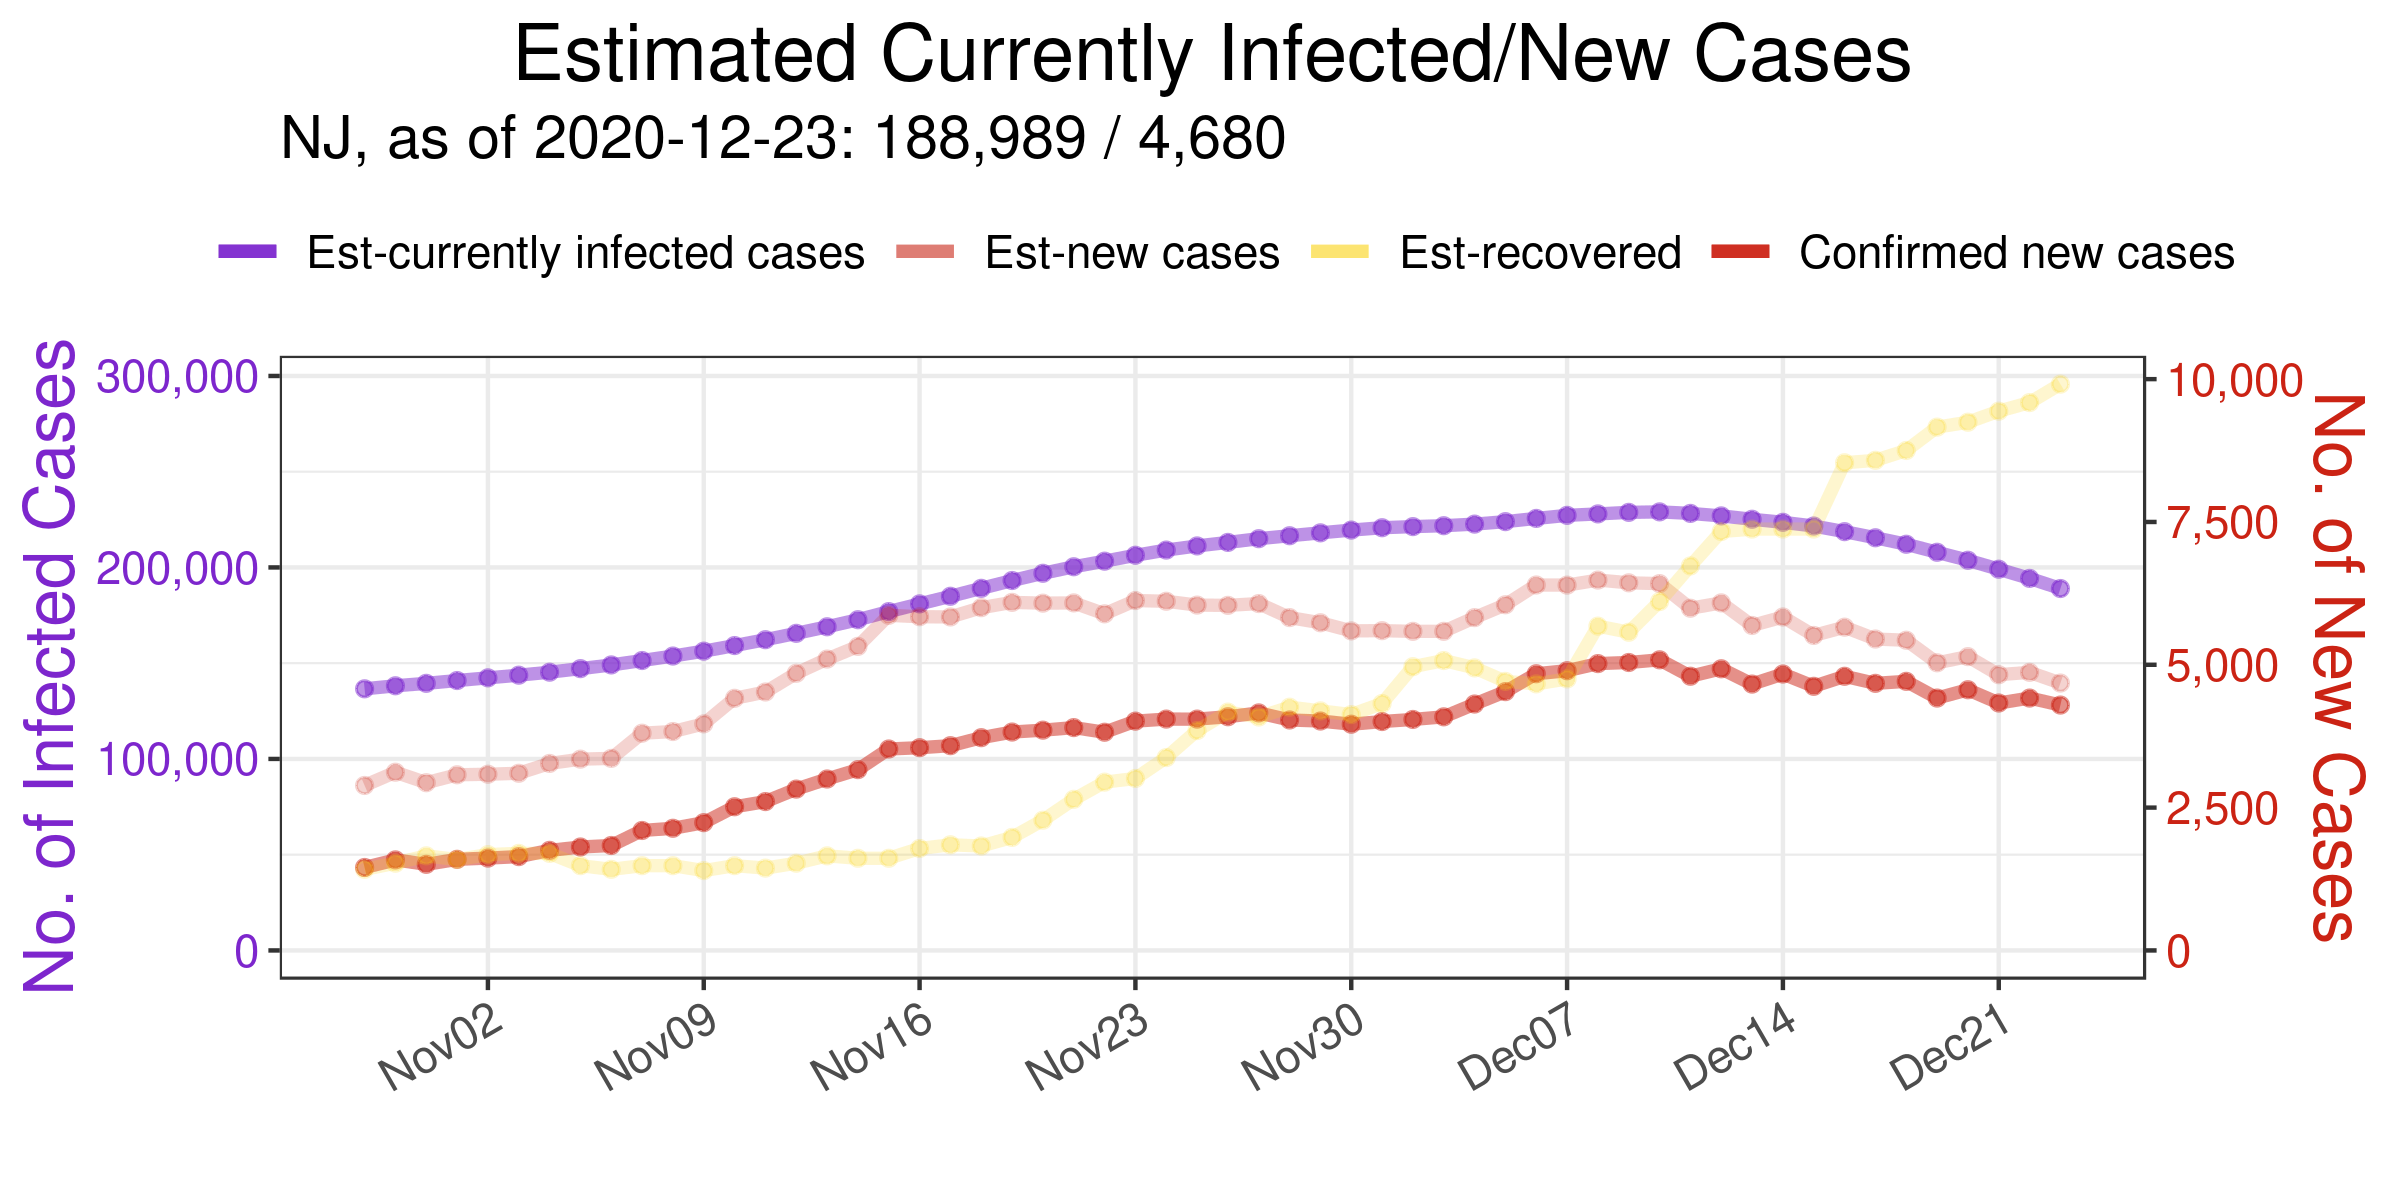 Estimated Currently Infected/New Cases
NJ, as of 2020-12-23: 188,989 / 4,680
Est-currently infected cases Est-new cases Est-recovered Confirmed new cases
No. of Infected Cases
300,000
200,000
100,000
0
10,000
7,500
5,000
2,500
0
No. of New Cases
Nov02 Nov09 Nov16 Nov23 Nov30 Dec07 Dec14 Dec21